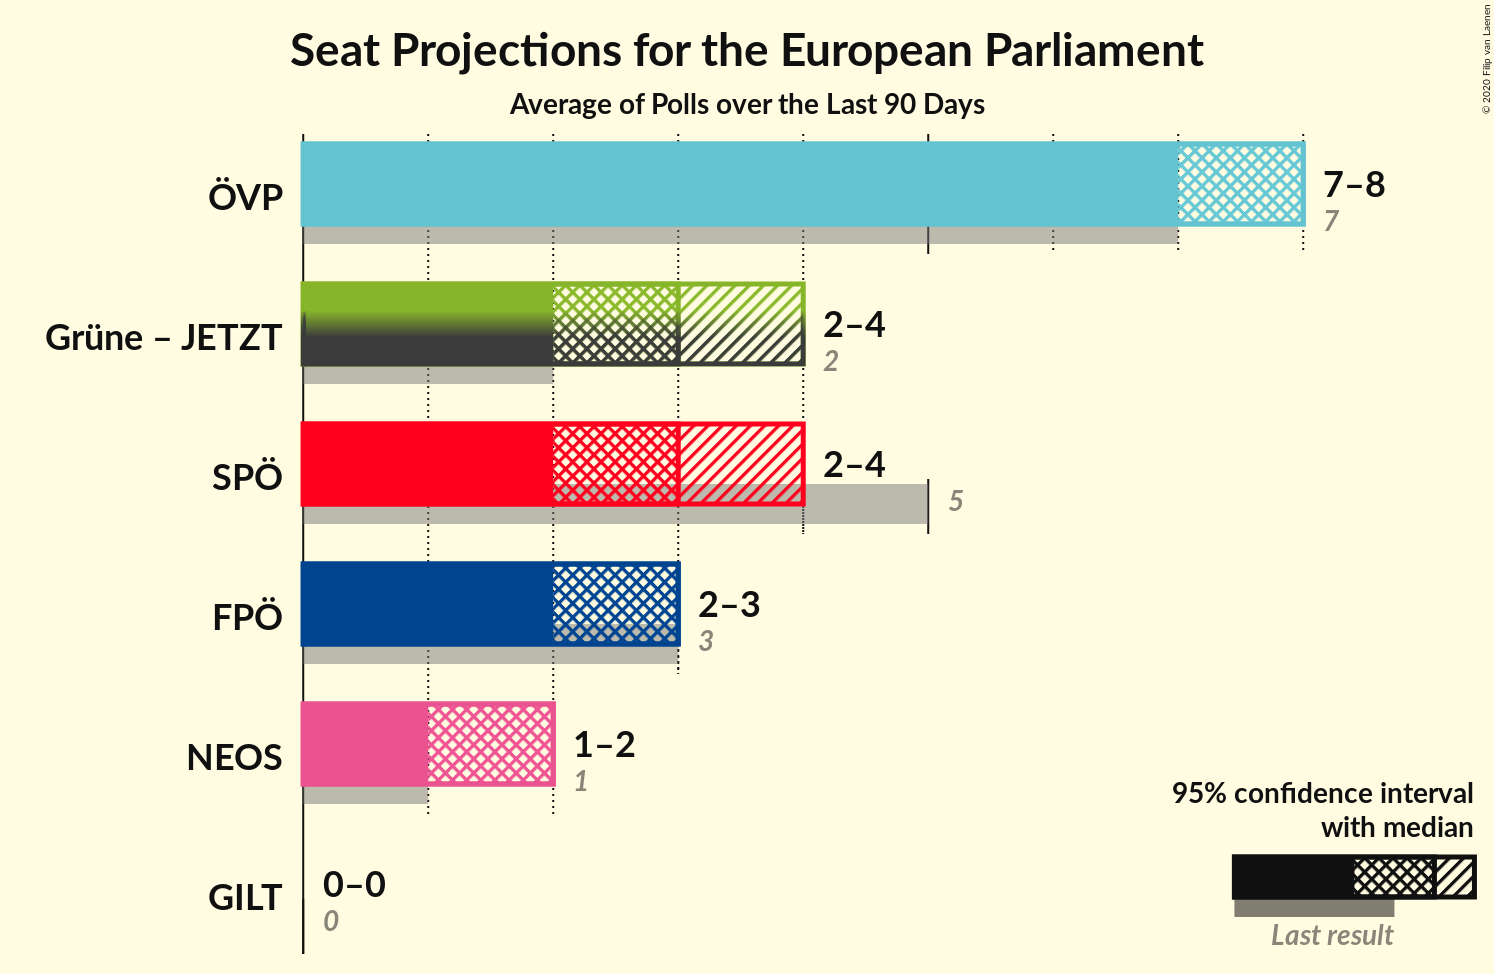 Seat Projections for the European Parliament
Average of Polls over the Last 90 Days
© 2020 Filip van Laenen
ÖVP
7–8
7
Grüne – JETZT
2–4
2
SPÖ
2–4
5
FPÖ
2–3
3
NEOS
1–2
1
GILT
0–0
0
95% confidence interval
with median
Last result